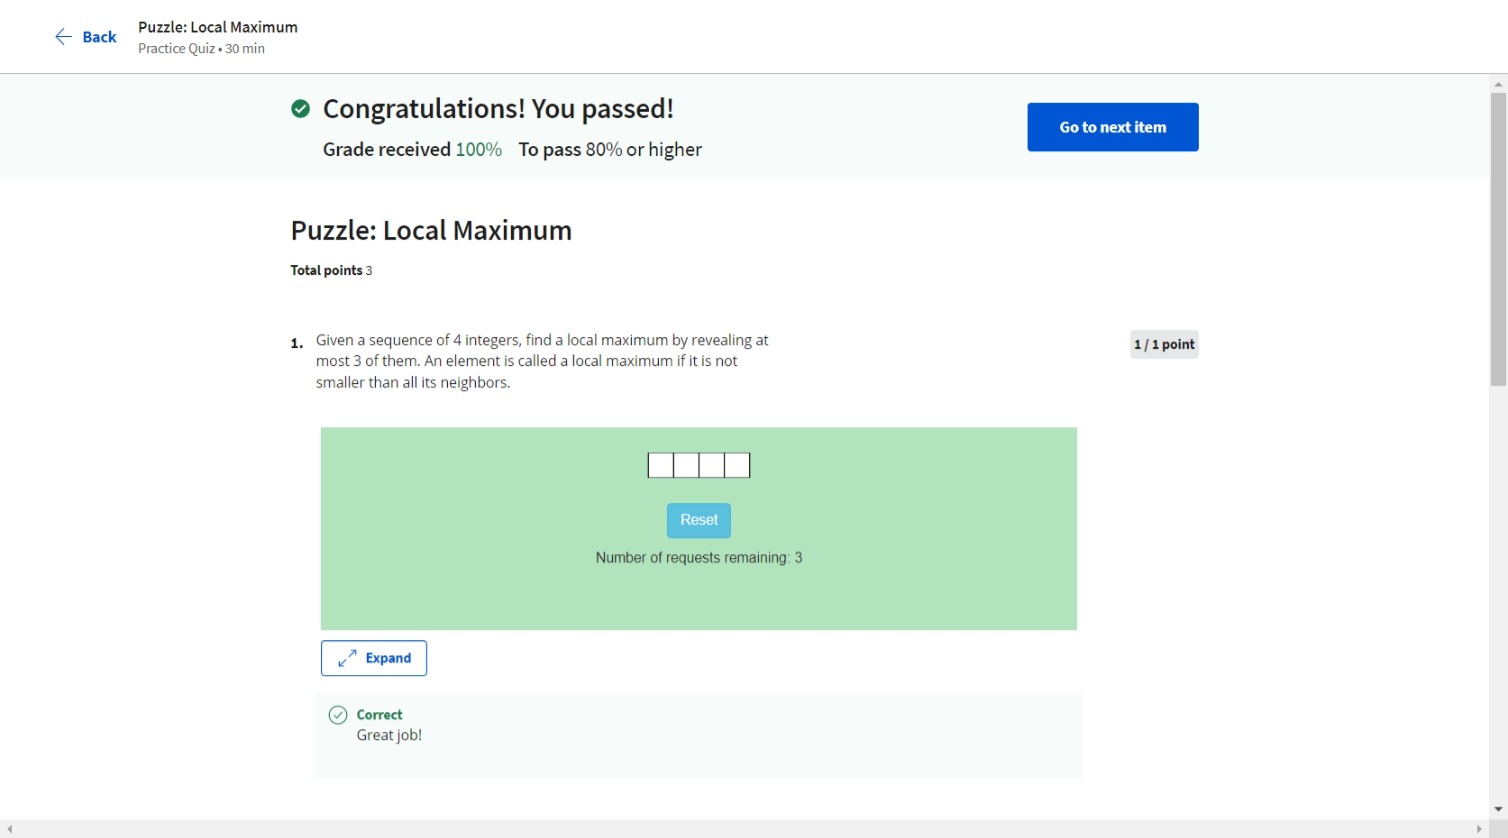 Back
Puzzle: Local Maximum
Practice Quiz • 30 min
Congratulations! You passed!
Grade received 100% To pass 80% or higher
Go to next item
Puzzle: Local Maximum
Total points 3
1. Given a sequence of 4 integers, find a local maximum by revealing at
most 3 of them. An element is called a local maximum if it is not
smaller than all its neighbors.
1 / 1 point
Reset
Number of requests remaining: 3
Expand
Correct
Great job!